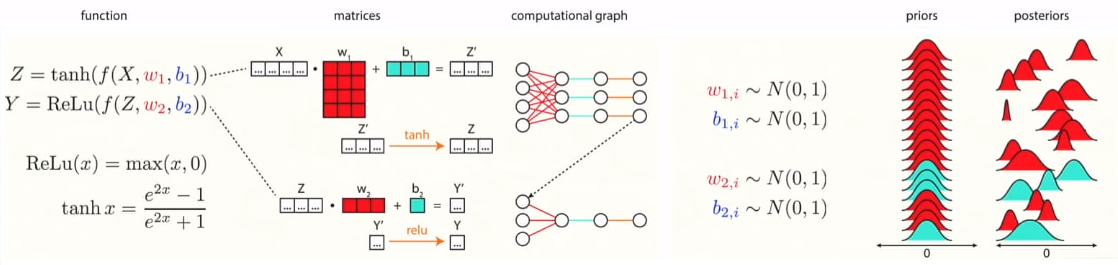 function
matrices
computational graph
priors
posteriors
Z = tanh(f(X, w₁, b₁))
Y = ReLu(f(Z, w₂, b₂))
ReLu(x) = max(x, 0)
tanh x = (e²ˣ − 1) / (e²ˣ + 1)
X w₁ b₁ Z'
... ... ... ... • + = ... ... ...
Z' tanh Z
... ... ... ... ... ...
Z w₂ b₂ Y'
... ... ... • + = ...
Y' relu Y
... ...
w₁,ᵢ ∼ N(0, 1)
b₁,ᵢ ∼ N(0, 1)
w₂,ᵢ ∼ N(0, 1)
b₂,ᵢ ∼ N(0, 1)
0
0